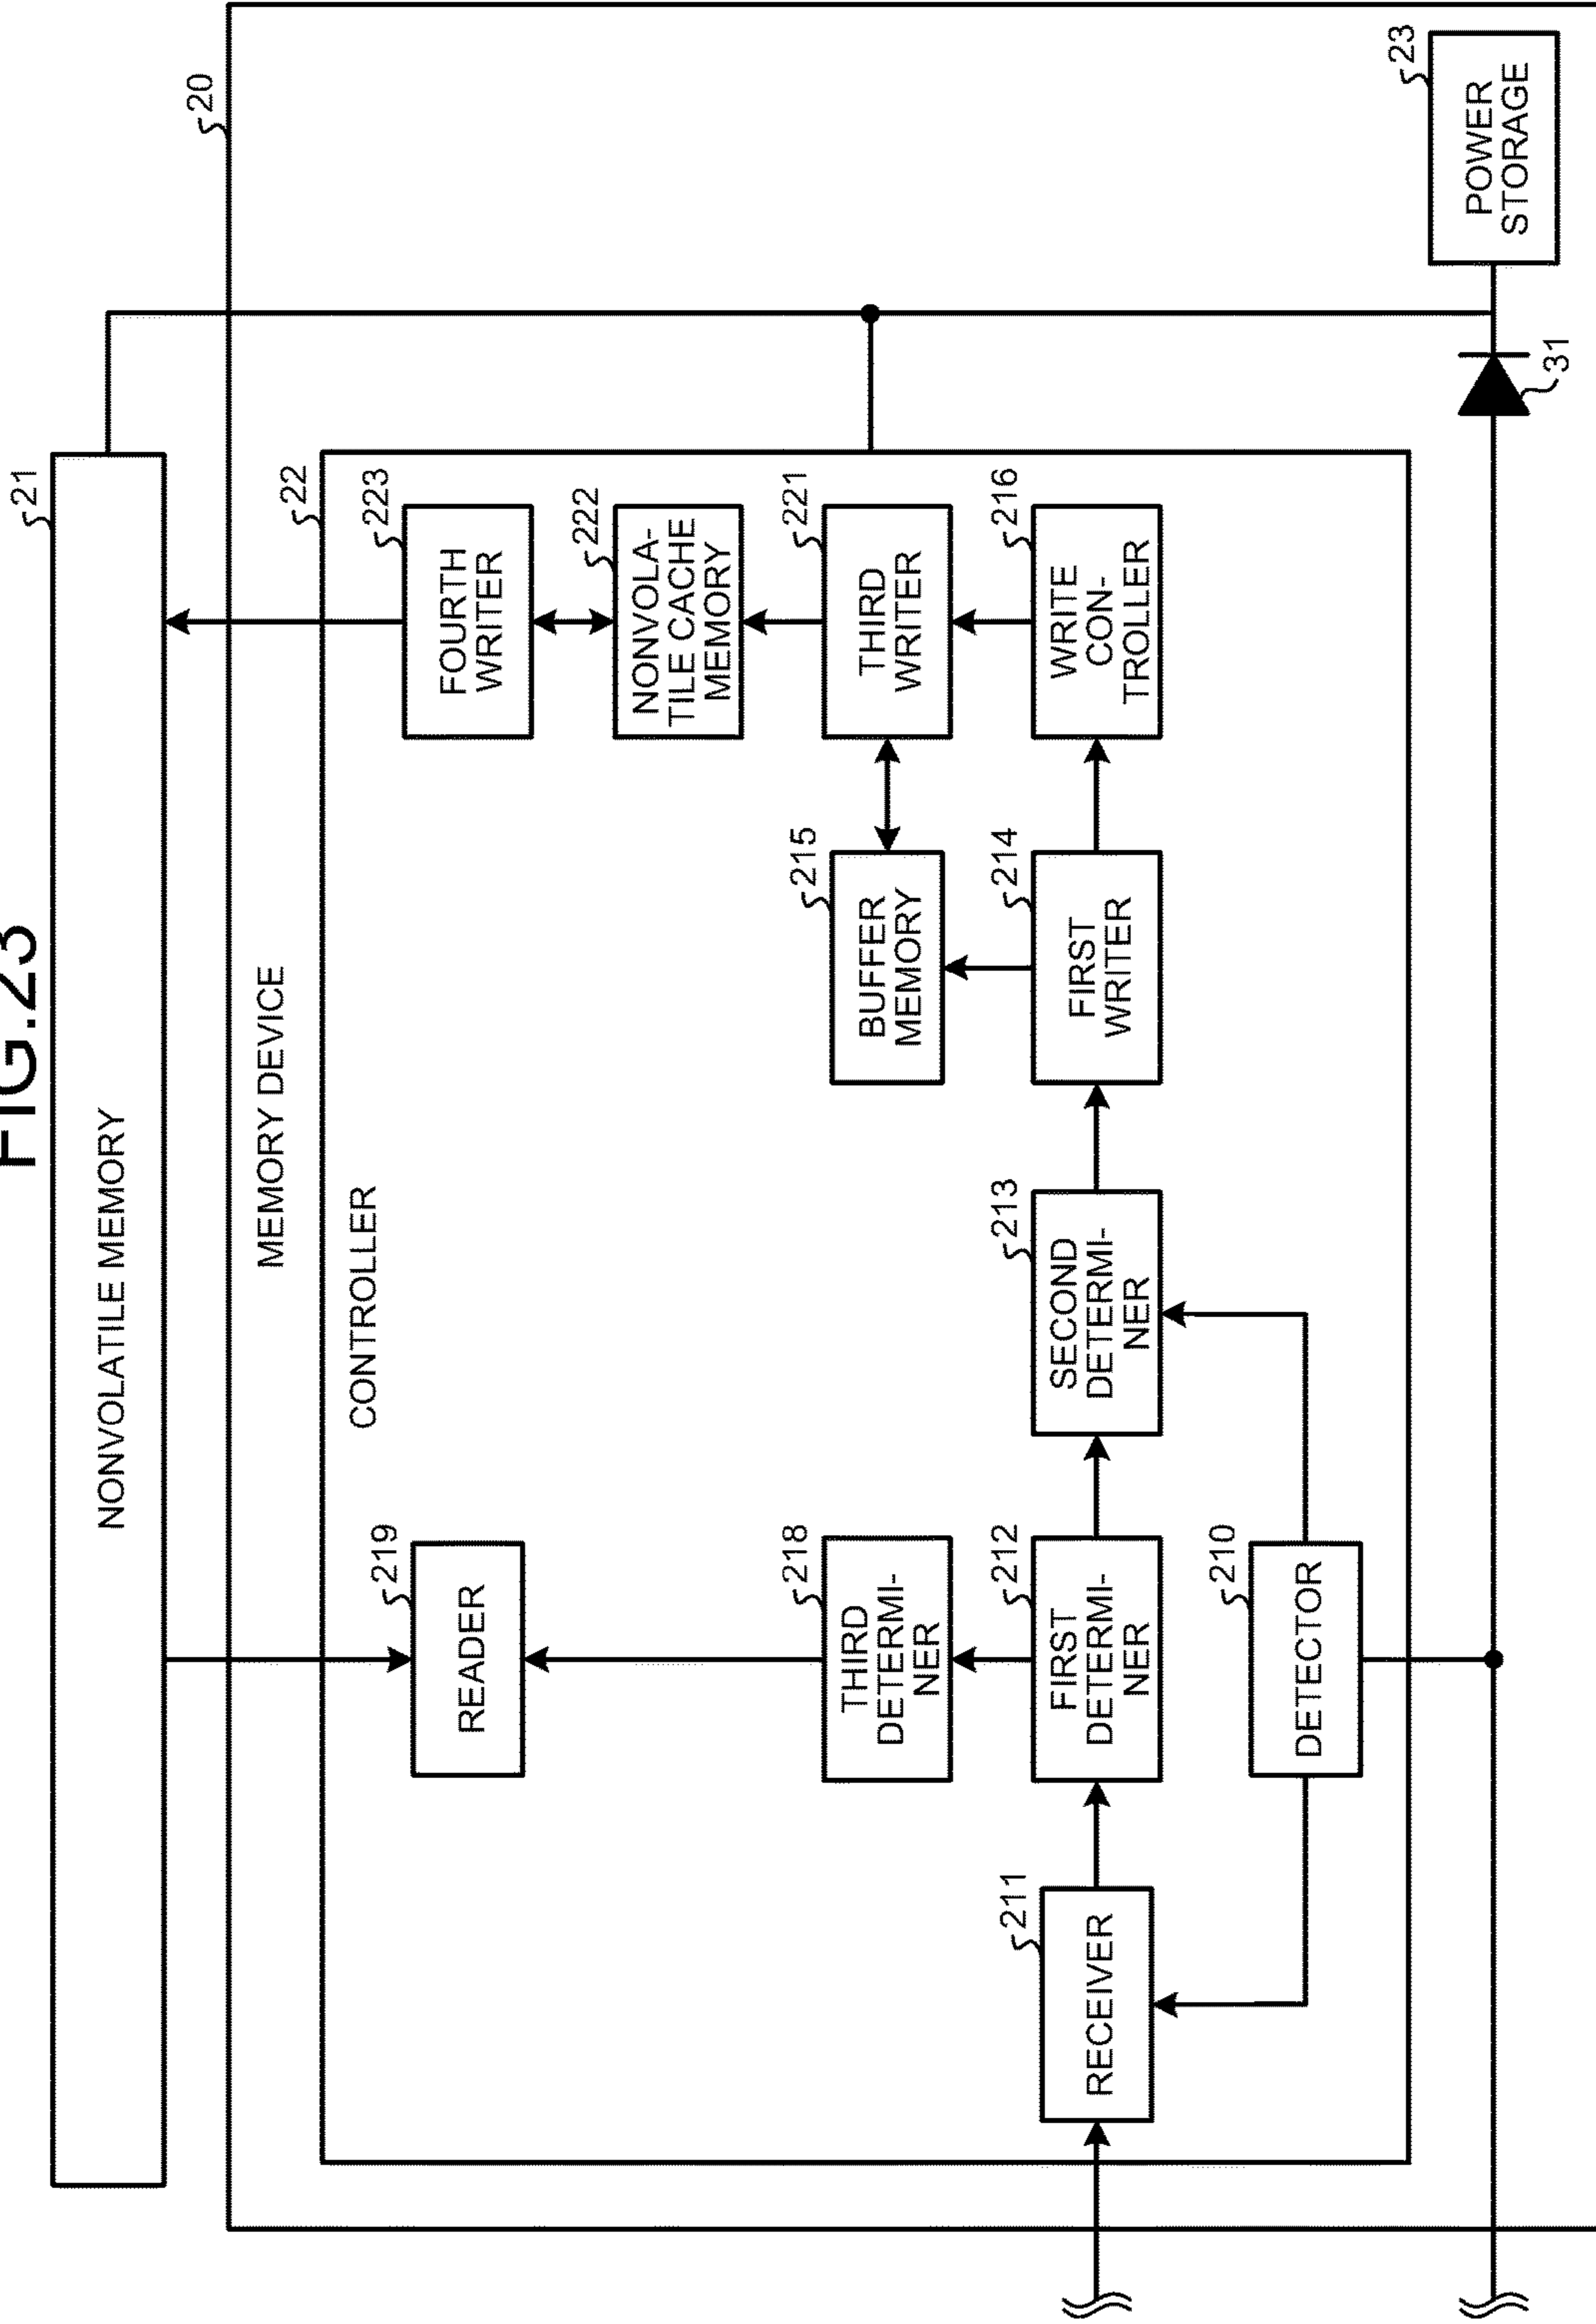 FIG.23
21
NONVOLATILE MEMORY
20
MEMORY DEVICE
22
CONTROLLER
219
READER
223
FOURTH
WRITER
222
NONVOLA-
TILE CACHE
MEMORY
218
THIRD
DETERMI-
NER
215
BUFFER
MEMORY
221
THIRD
WRITER
211
RECEIVER
212
FIRST
DETERMI-
NER
213
SECOND
DETERMI-
NER
214
FIRST
WRITER
216
WRITE
CON-
TROLLER
210
DETECTOR
31
23
POWER
STORAGE